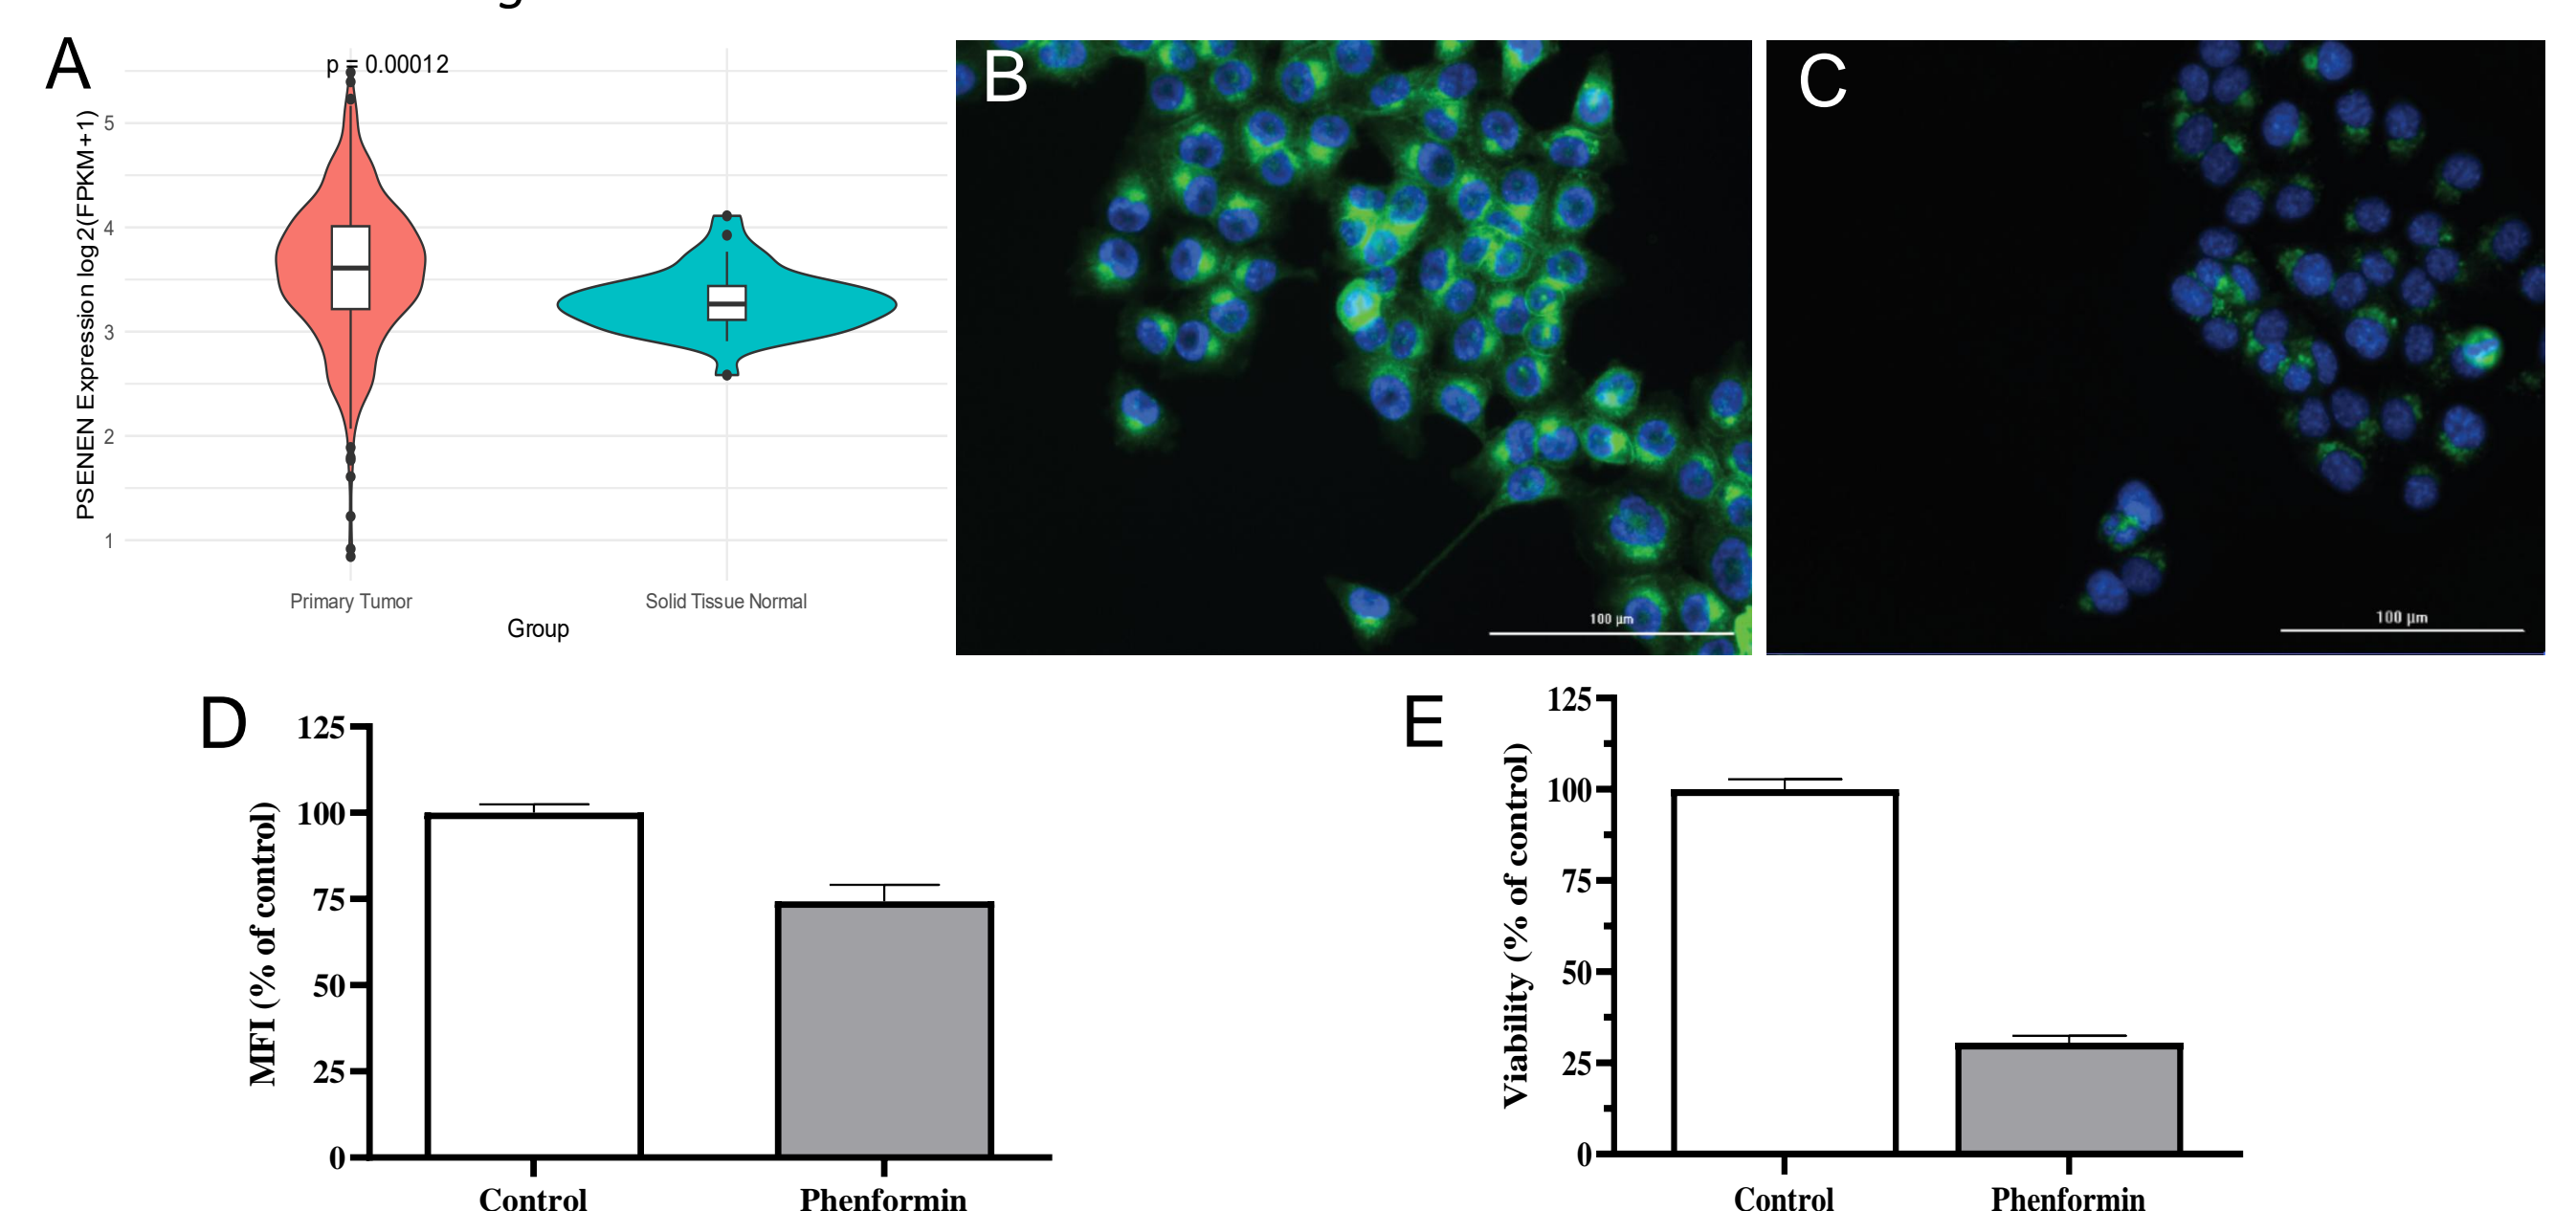 A
p = 0.00012
PSENEN Expression log2(FPKM+1)
5
4
3
2
1
Primary Tumor
Solid Tissue Normal
Group
B
100 µm
C
100 µm
D
MFI (% of control)
125
100
75
50
25
0
Control
Phenformin
E
Viability (% of control)
125
100
75
50
25
0
Control
Phenformin